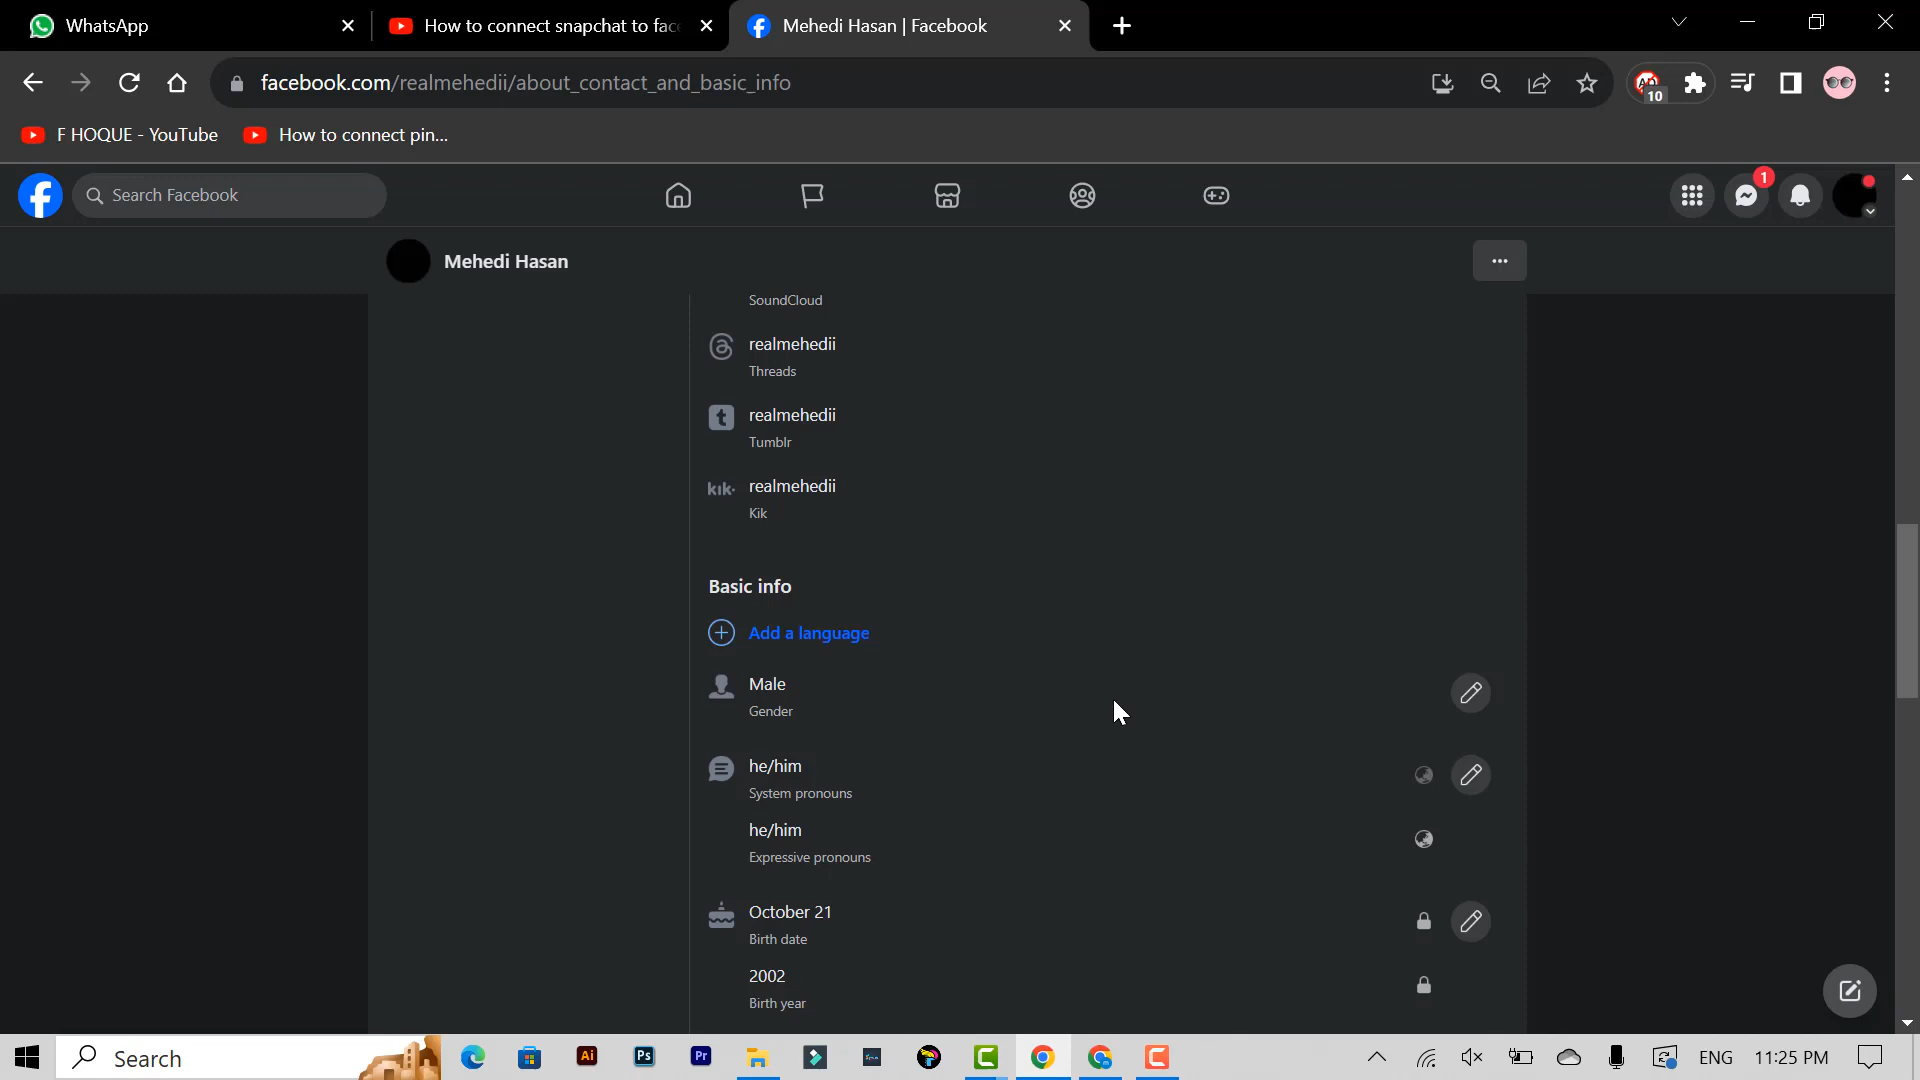 WhatsApp
How to connect snapchat to fac
Mehedi Hasan | Facebook
facebook.com/realmehedii/about_contact_and_basic_info
10
F HOQUE - YouTube
How to connect pin...
Search Facebook
1
Mehedi Hasan
SoundCloud
realmehedii
Threads
realmehedii
Tumblr
kik
realmehedii
Kik
Basic info
Add a language
Male
Gender
he/him
System pronouns
he/him
Expressive pronouns
October 21
Birth date
2002
Birth year
Search
Ai
Ps
Pr
ENG
11:25 PM